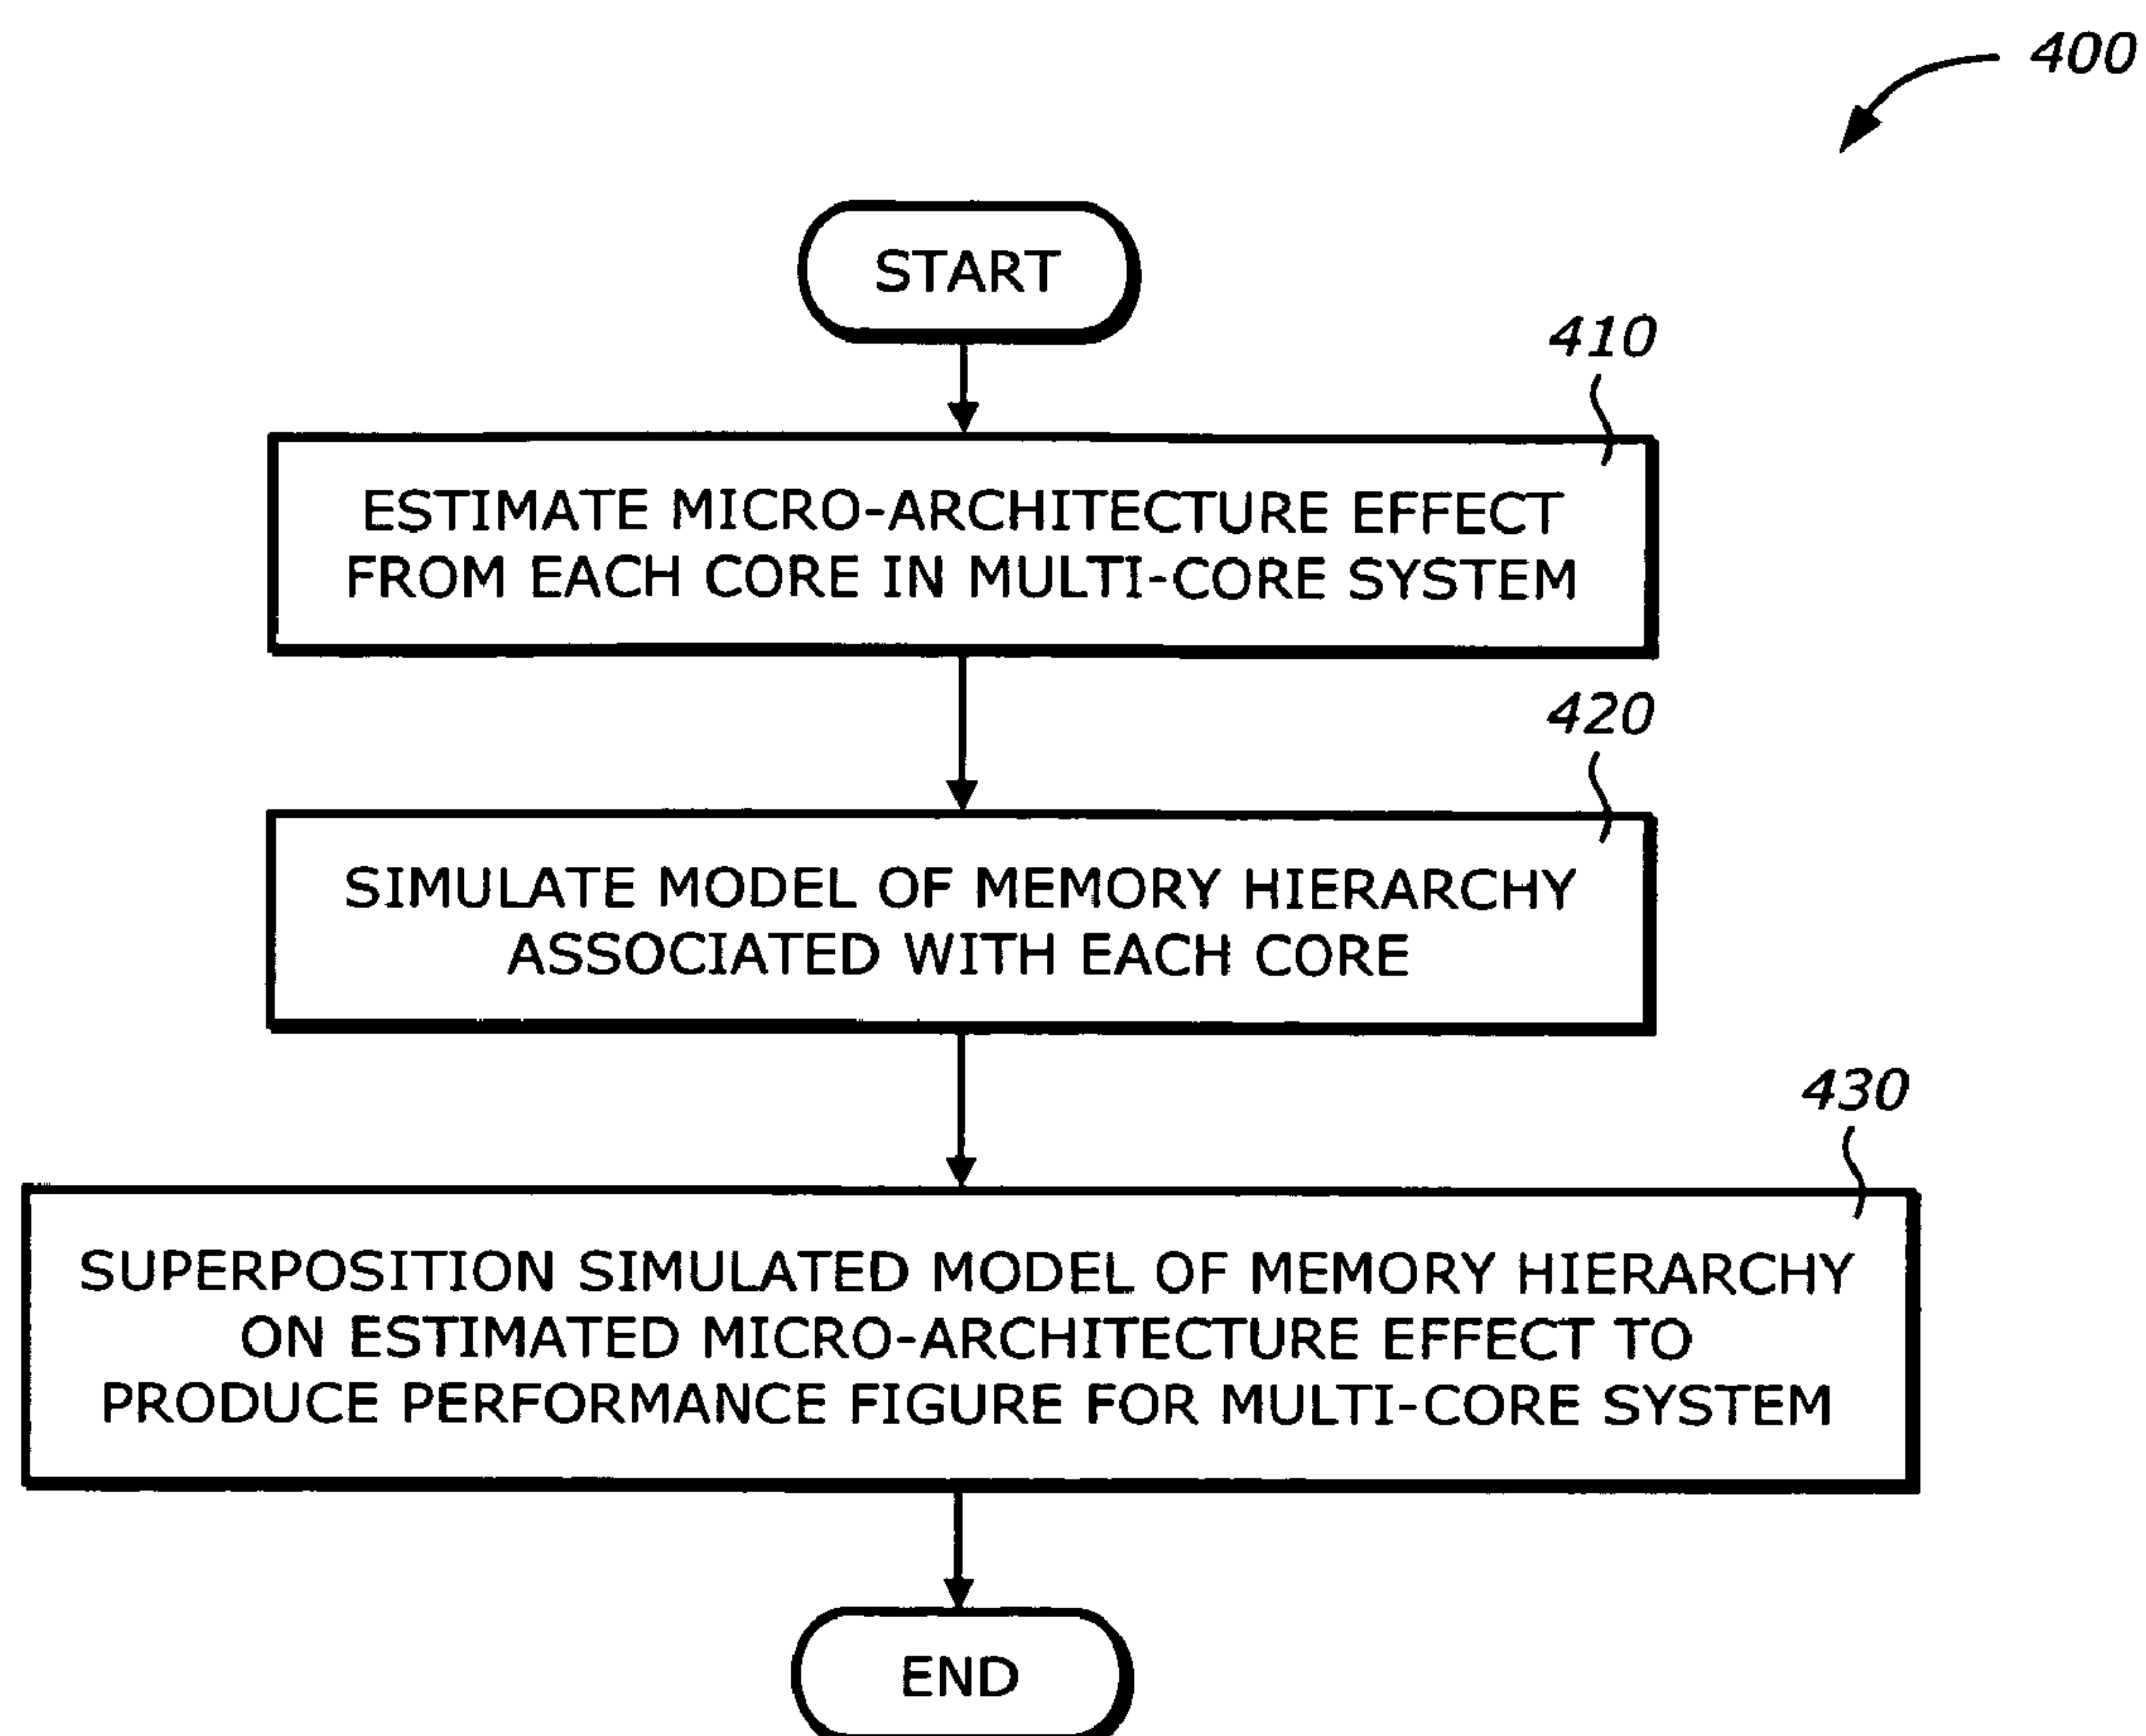 400
START
410
ESTIMATE MICRO-ARCHITECTURE EFFECT
FROM EACH CORE IN MULTI-CORE SYSTEM
420
SIMULATE MODEL OF MEMORY HIERARCHY
ASSOCIATED WITH EACH CORE
430
SUPERPOSITION SIMULATED MODEL OF MEMORY HIERARCHY
ON ESTIMATED MICRO-ARCHITECTURE EFFECT TO
PRODUCE PERFORMANCE FIGURE FOR MULTI-CORE SYSTEM
END